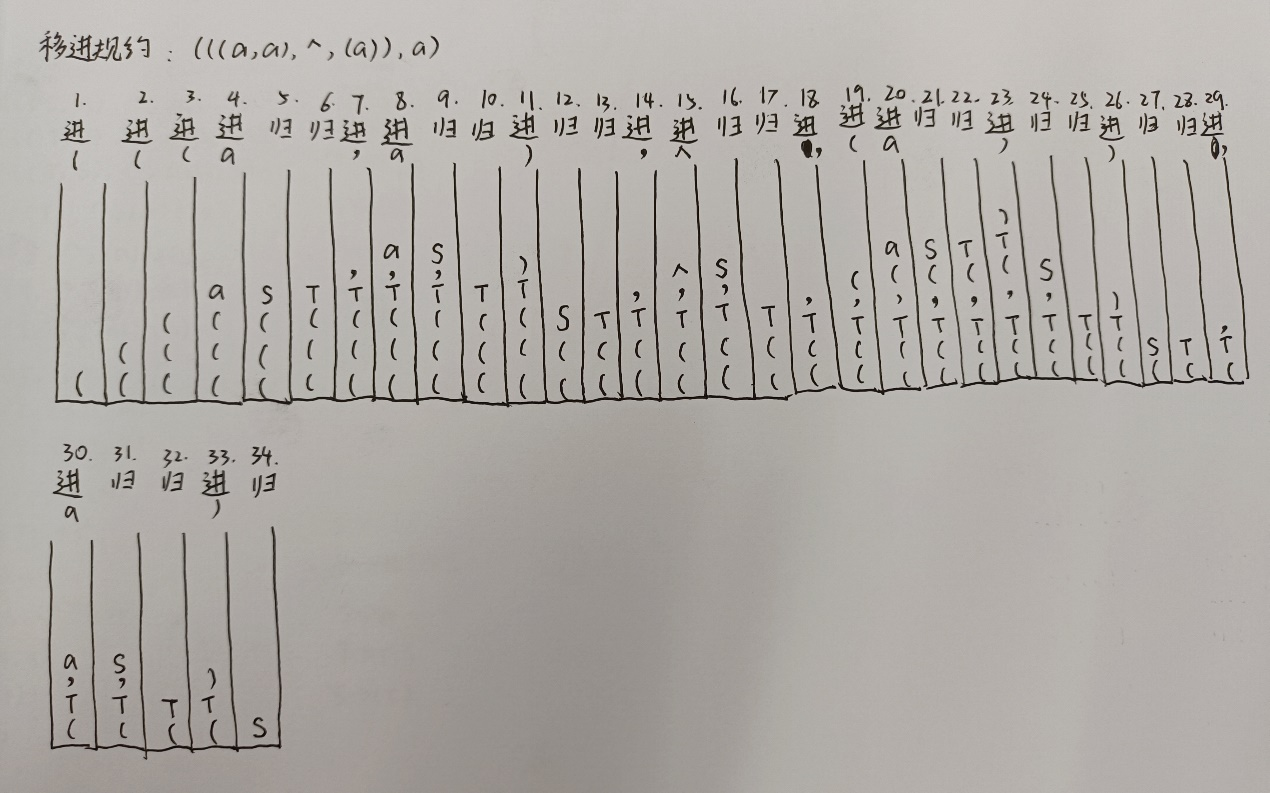 移进规约：(((a,a),^,(a)),a)
1. 2. 3. 4. 5. 6. 7. 8. 9. 10. 11. 12. 13. 14. 15. 16. 17. 18. 19. 20. 21. 22. 23. 24. 25. 26. 27. 28. 29.
进 进 进 进 归 归 进 进 归 归 进 归 归 进 进 归 归 进 进 进 归 归 进 归 归 进 归 归 进
( ( ( a , a ) , ^ , ( a ) ) ,
)
a S ) a S T T
, , , ^ S ( ( ( ( ( S
a S T T T T T T , , , , , , , , , , )
( ( ( ( ( ( ( ( ( S T T T T T T T T T T T T T T ,
( ( ( ( ( ( ( ( ( ( ( ( ( ( ( ( ( ( ( ( ( ( ( ( ( S T T
( ( ( ( ( ( ( ( ( ( ( ( ( ( ( ( ( ( ( ( ( ( ( ( ( ( ( ( (
30. 31. 32. 33. 34.
进 归 归 进 归
a )
a S
, , )
T T T T
( ( ( ( S